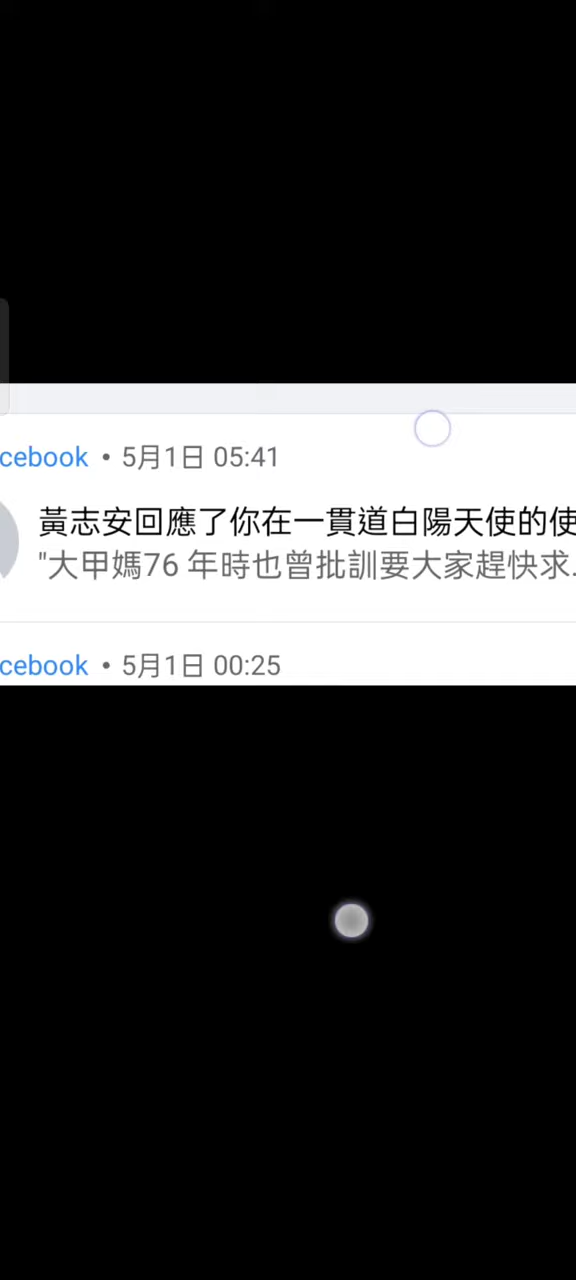 cebook • 5月1日 05:41
黃志安回應了你在一貫道白陽天使的使
"大甲媽76 年時也曾批訓要大家趕快求..
cebook • 5月1日 00:25